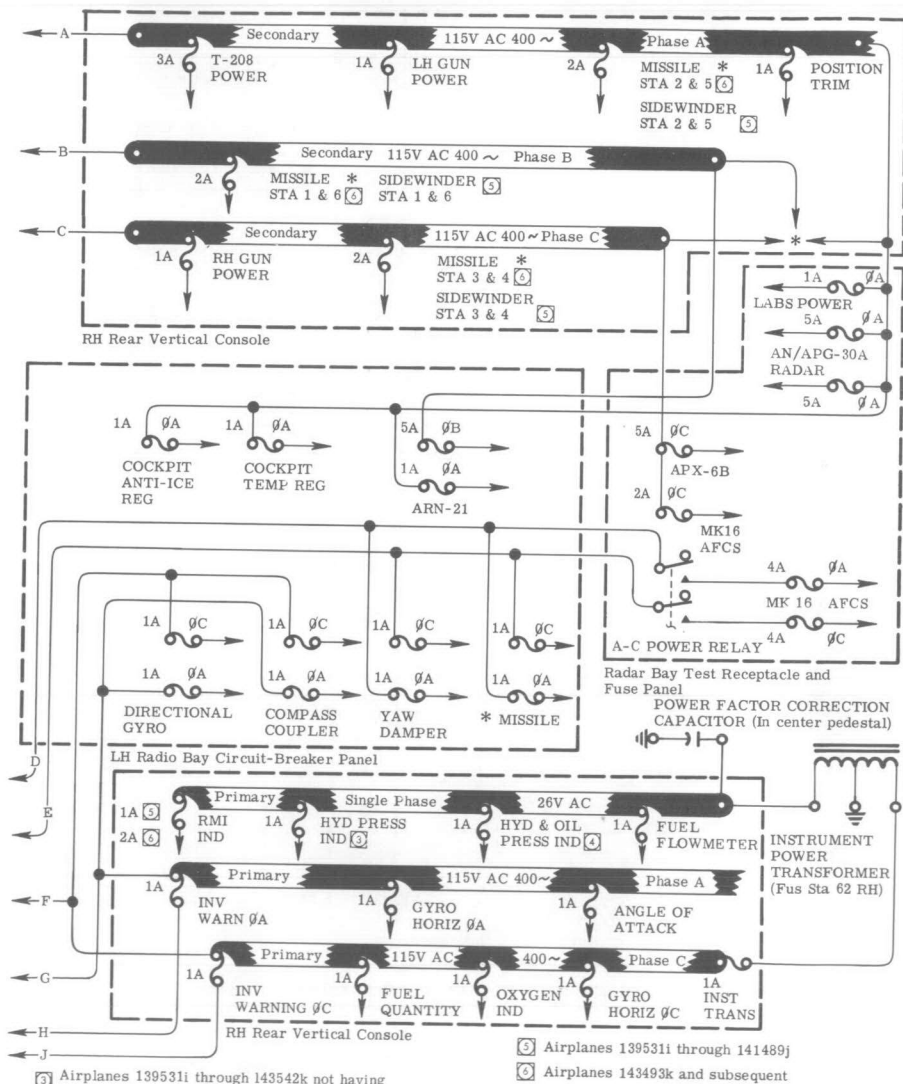 A
Secondary 115V AC 400 ~ Phase A
3A T-208 POWER
1A LH GUN POWER
2A MISSILE * STA 2 & 5 6
SIDEWINDER STA 2 & 5 5
1A POSITION TRIM
B
Secondary 115V AC 400 ~ Phase B
2A MISSILE * STA 1 & 6 6
SIDEWINDER 5 STA 1 & 6
C
Secondary 115V AC 400 ~ Phase C
*
1A RH GUN POWER
2A MISSILE * STA 3 & 4 6
SIDEWINDER STA 3 & 4 5
RH Rear Vertical Console
1A ØA
LABS POWER
5A ØA
AN/APG-30A RADAR
5A ØA
5A ØC
APX-6B
2A ØC
MK16 AFCS
4A ØA
MK 16 AFCS
4A ØC
A-C POWER RELAY
Radar Bay Test Receptacle and
Fuse Panel
1A ØA
COCKPIT
ANTI-ICE
REG
1A ØA
COCKPIT
TEMP REG
5A ØB
1A ØA
ARN-21
1A ØC
1A ØC
1A ØC
1A ØC
1A ØA
1A ØA
1A ØA
1A ØA
DIRECTIONAL
GYRO
COMPASS
COUPLER
YAW
DAMPER
* MISSILE
LH Radio Bay Circuit-Breaker Panel
POWER FACTOR CORRECTION
CAPACITOR (In center pedestal)
D
E
F
G
H
J
Primary Single Phase 26V AC
1A 5
2A 6
RMI
IND
1A HYD PRESS
IND 3
1A HYD & OIL
PRESS IND 4
1A FUEL
FLOWMETER
INSTRUMENT
POWER
TRANSFORMER
(Fus Sta 62 RH)
Primary 115V AC 400~ Phase A
1A INV
WARN ØA
1A GYRO
HORIZ ØA
1A ANGLE OF
ATTACK
Primary 115V AC 400~ Phase C
1A INV
WARNING ØC
1A FUEL
QUANTITY
1A OXYGEN
IND
1A GYRO
HORIZ ØC
1A
INST
TRANS
RH Rear Vertical Console
3 Airplanes 139531i through 143542k not having
5 Airplanes 139531i through 141489j
6 Airplanes 143493k and subsequent